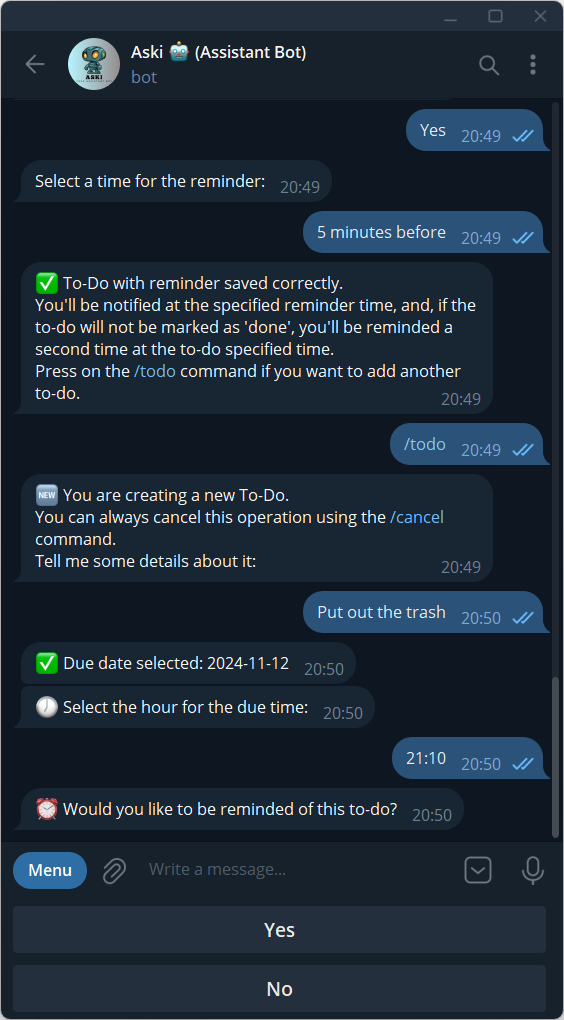 Aski 🤖 (Assistant Bot)
bot
ASKI
Yes 20:49
Select a time for the reminder: 20:49
5 minutes before 20:49
✅ To-Do with reminder saved correctly.
You'll be notified at the specified reminder time, and, if the
to-do will not be marked as 'done', you'll be reminded a
second time at the to-do specified time.
Press on the /todo command if you want to add another
to-do. 20:49
/todo 20:49
🆕 You are creating a new To-Do.
You can always cancel this operation using the /cancel
command.
Tell me some details about it: 20:49
Put out the trash 20:50
✅ Due date selected: 2024-11-12 20:50
🕖 Select the hour for the due time: 20:50
21:10 20:50
⏰ Would you like to be reminded of this to-do? 20:50
Menu Write a message...
Yes
No